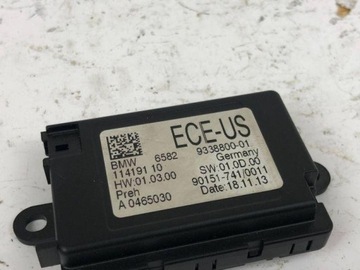 ECE-US
BMW 6582 9338800-01
114191 10 Germany
HW:01.03.00 SW:01.0D.00
Preh 90151-741/0011
A 0465030 Date:18.11.13